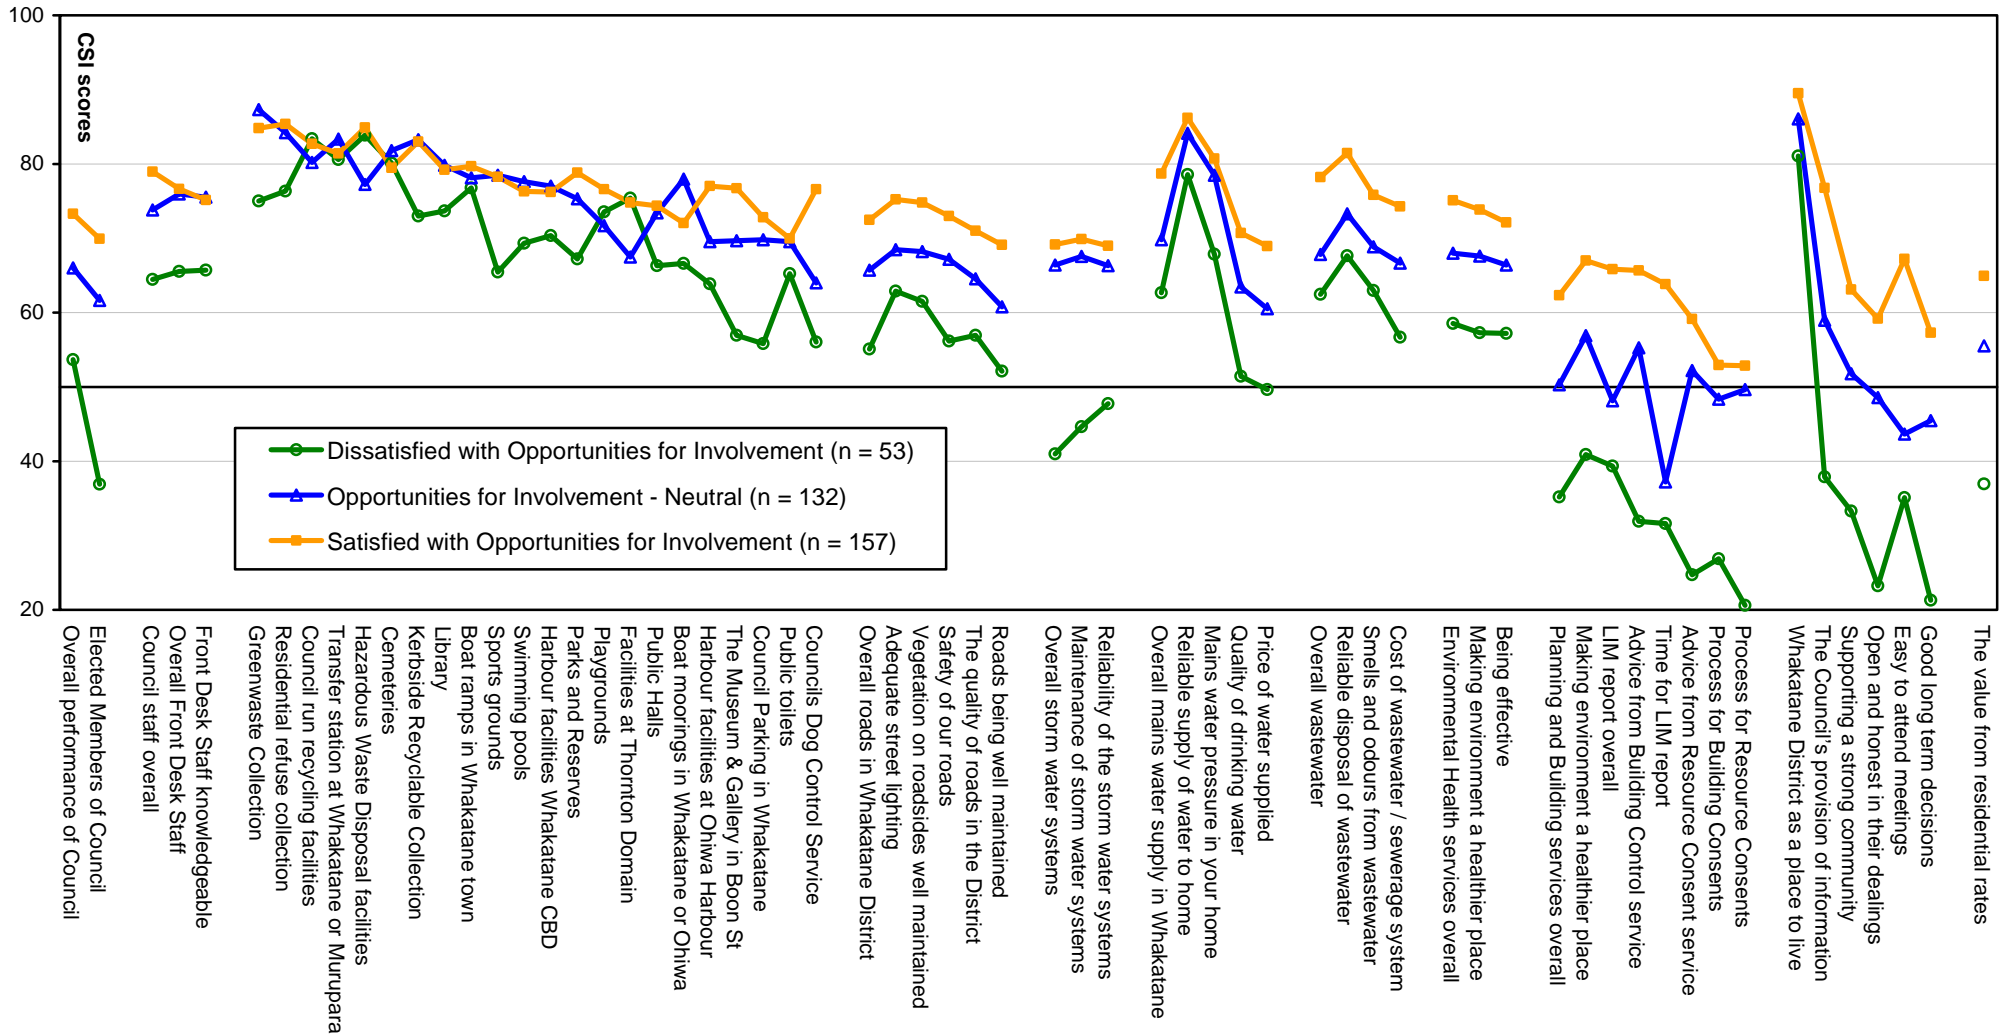 100
80
60
40
20
CSI scores
Dissatisfied with Opportunities for Involvement (n = 53)
Opportunities for Involvement - Neutral (n = 132)
Satisfied with Opportunities for Involvement (n = 157)
Overall performance of Council
Elected Members of Council
Council staff overall
Overall Front Desk Staff
Front Desk Staff knowledgeable
Greenwaste Collection
Residential refuse collection
Council run recycling facilities
Transfer station at Whakatane or Murupara
Hazardous Waste Disposal facilities
Cemeteries
Kerbside Recyclable Collection
Library
Boat ramps in Whakatane town
Sports grounds
Swimming pools
Harbour facilities Whakatane CBD
Parks and Reserves
Playgrounds
Facilities at Thornton Domain
Public Halls
Boat moorings in Whakatane or Ohiwa
Harbour facilities at Ohiwa Harbour
The Museum & Gallery in Boon St
Council Parking in Whakatane
Public toilets
Councils Dog Control Service
Overall roads in Whakatane District
Adequate street lighting
Vegetation on roadsides well maintained
Safety of our roads
The quality of roads in the District
Roads being well maintained
Overall storm water systems
Maintenance of storm water systems
Reliability of the storm water systems
Overall mains water supply in Whakatane
Reliable supply of water to home
Mains water pressure in your home
Quality of drinking water
Price of water supplied
Overall wastewater
Reliable disposal of wastewater
Smells and odours from wastewater
Cost of wastewater / sewerage system
Environmental Health services overall
Making environment a healthier place
Being effective
Planning and Building services overall
Making environment a healthier place
LIM report overall
Advice from Building Control service
Time for LIM report
Advice from Resource Consent service
Process for Building Consents
Process for Resource Consents
Whakatane District as a place to live
The Council's provision of information
Supporting a strong community
Open and honest in their dealings
Easy to attend meetings
Good long term decisions
The value from residential rates